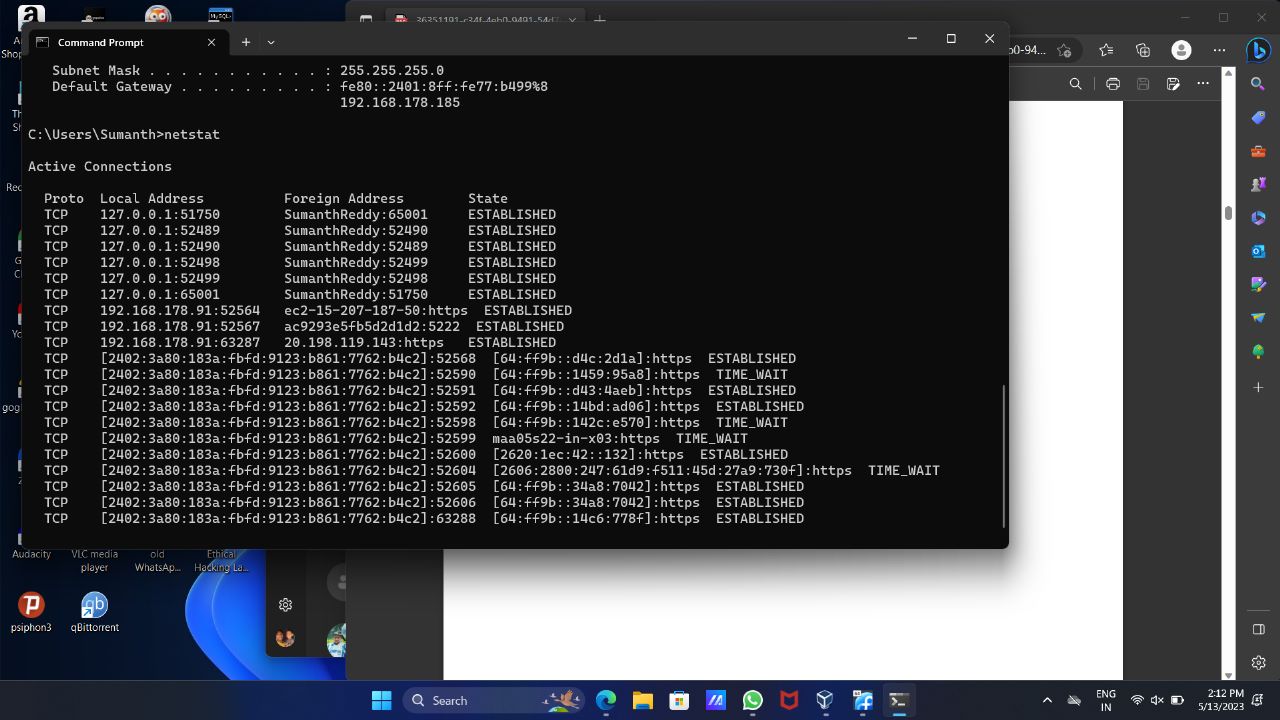 36351191-c34f-4eb0-9491-54d7
Command Prompt
b0-94...
Subnet Mask . . . . . . . . . . . : 255.255.255.0
Default Gateway . . . . . . . . . : fe80::2401:8ff:fe77:b499%8
192.168.178.185
C:\Users\Sumanth>netstat
Active Connections
Proto  Local Address          Foreign Address        State
TCP    127.0.0.1:51750        SumanthReddy:65001     ESTABLISHED
TCP    127.0.0.1:52489        SumanthReddy:52490     ESTABLISHED
TCP    127.0.0.1:52490        SumanthReddy:52489     ESTABLISHED
TCP    127.0.0.1:52498        SumanthReddy:52499     ESTABLISHED
TCP    127.0.0.1:52499        SumanthReddy:52498     ESTABLISHED
TCP    127.0.0.1:65001        SumanthReddy:51750     ESTABLISHED
TCP    192.168.178.91:52564   ec2-15-207-187-50:https  ESTABLISHED
TCP    192.168.178.91:52567   ac9293e5fb5d2d1d2:5222  ESTABLISHED
TCP    192.168.178.91:63287   20.198.119.143:https   ESTABLISHED
TCP    [2402:3a80:183a:fbfd:9123:b861:7762:b4c2]:52568  [64:ff9b::d4c:2d1a]:https  ESTABLISHED
TCP    [2402:3a80:183a:fbfd:9123:b861:7762:b4c2]:52590  [64:ff9b::1459:95a8]:https  TIME_WAIT
TCP    [2402:3a80:183a:fbfd:9123:b861:7762:b4c2]:52591  [64:ff9b::d43:4aeb]:https  ESTABLISHED
TCP    [2402:3a80:183a:fbfd:9123:b861:7762:b4c2]:52592  [64:ff9b::14bd:ad06]:https  ESTABLISHED
TCP    [2402:3a80:183a:fbfd:9123:b861:7762:b4c2]:52598  [64:ff9b::142c:e570]:https  TIME_WAIT
TCP    [2402:3a80:183a:fbfd:9123:b861:7762:b4c2]:52599  maa05s22-in-x03:https  TIME_WAIT
TCP    [2402:3a80:183a:fbfd:9123:b861:7762:b4c2]:52600  [2620:1ec:42::132]:https  ESTABLISHED
TCP    [2402:3a80:183a:fbfd:9123:b861:7762:b4c2]:52604  [2606:2800:247:61d9:f511:45d:27a9:730f]:https  TIME_WAIT
TCP    [2402:3a80:183a:fbfd:9123:b861:7762:b4c2]:52605  [64:ff9b::34a8:7042]:https  ESTABLISHED
TCP    [2402:3a80:183a:fbfd:9123:b861:7762:b4c2]:52606  [64:ff9b::34a8:7042]:https  ESTABLISHED
TCP    [2402:3a80:183a:fbfd:9123:b861:7762:b4c2]:63288  [64:ff9b::14c6:778f]:https  ESTABLISHED
Audacity
VLC media
player
old
WhatsAp...
Ethical
Hacking La...
psiphon3
qBittorrent
Search
ENG
IN
2:12 PM
5/13/2023